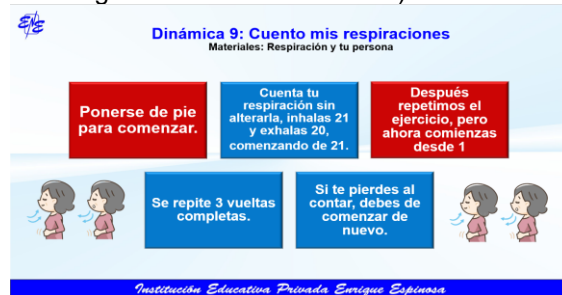 ENE
Dinámica 9: Cuento mis respiraciones
Materiales: Respiración y tu persona
Ponerse de pie
para comenzar.
Cuenta tu
respiración sin
alterarla, inhalas 21
y exhalas 20,
comenzando de 21.
Después
repetimos el
ejercicio, pero
ahora comienzas
desde 1
Se repite 3 vueltas
completas.
Si te pierdes al
contar, debes de
comenzar de
nuevo.
Institución Educativa Privada Enrique Espinosa